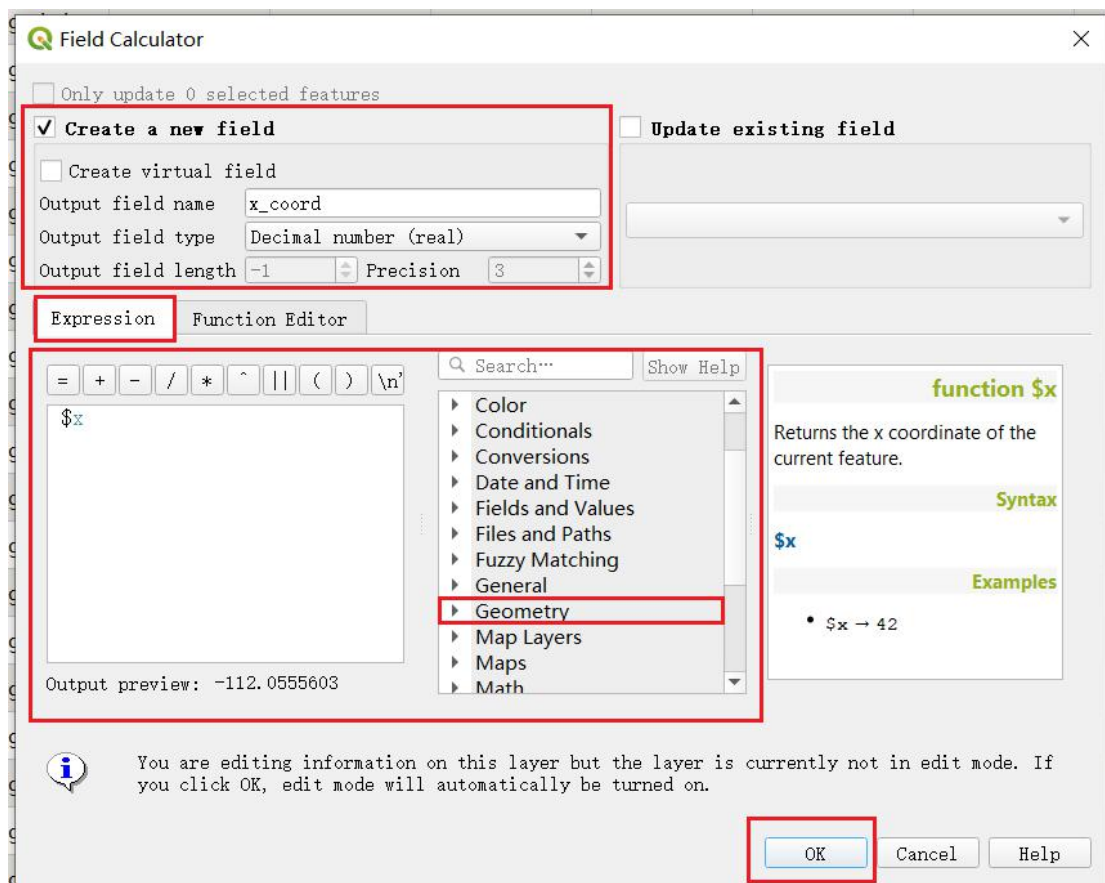 Field Calculator
Only update 0 selected features
Create a new field
Update existing field
Create virtual field
Output field name x_coord
Output field type Decimal number (real)
Output field length -1 Precision 3
Expression Function Editor
= + - / * ^ || ( ) \n'
Search… Show Help
$x
Color
Conditionals
Conversions
Date and Time
Fields and Values
Files and Paths
Fuzzy Matching
General
Geometry
Map Layers
Maps
Math
function $x
Returns the x coordinate of the
current feature.
Syntax
$x
Examples
• $x → 42
Output preview: -112.0555603
You are editing information on this layer but the layer is currently not in edit mode. If
you click OK, edit mode will automatically be turned on.
OK Cancel Help